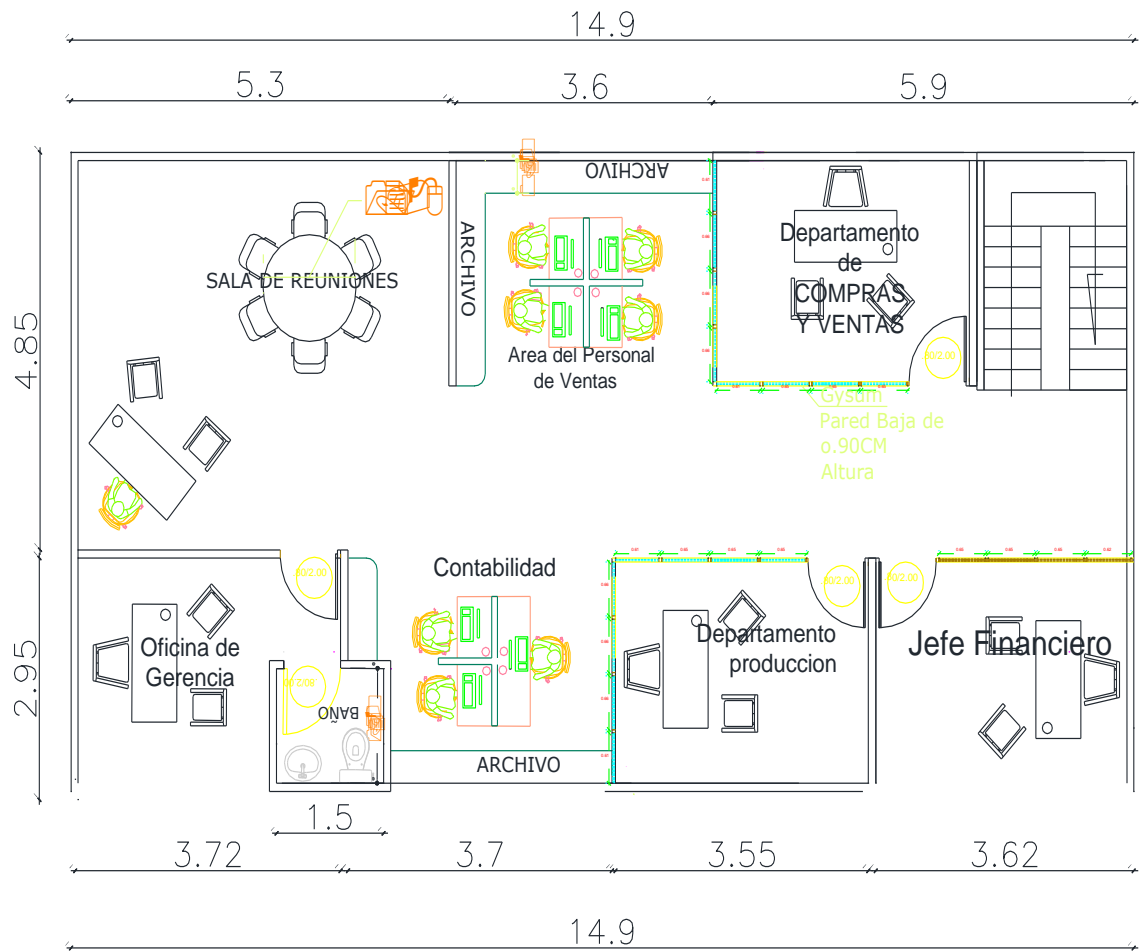 14.9
5.3
3.6
5.9
ARCHIVO
ARCHIVO
SALA DE REUNIONES
Departamento
de
COMPRAS
Y VENTAS
Area del Personal
de Ventas
4.85
Gysum
Pared Baja de
o.90CM
Altura
Contabilidad
Oficina de
Gerencia
Departamento
produccion
Jefe Financiero
2.95
BAÑO
ARCHIVO
1.5
3.72
3.7
3.55
3.62
14.9